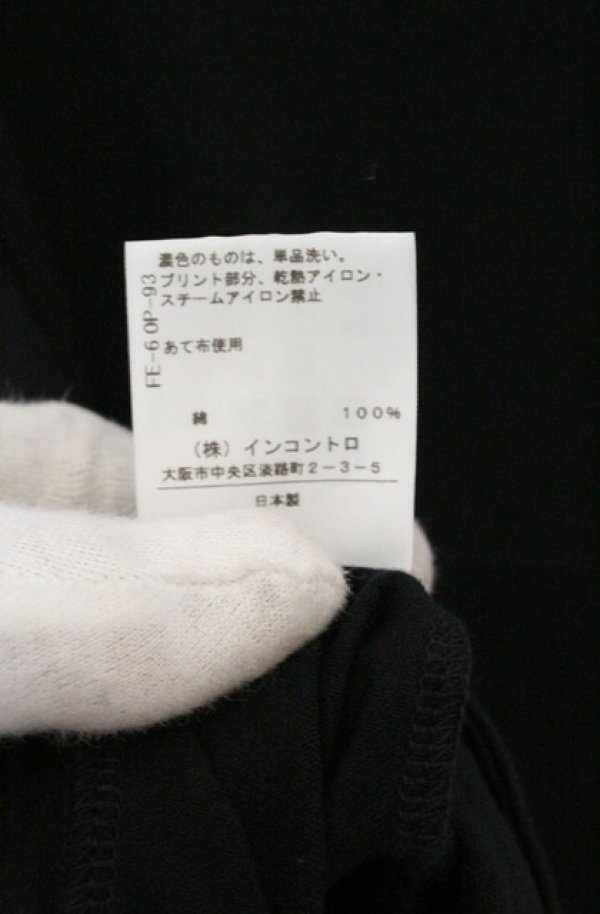 濃色のものは、単品洗い。
プリント部分、乾熱アイロン・
スチームアイロン禁止
あて布使用
FE-6 OP-93
綿 100%
（株）インコントロ
大阪市中央区淡路町2-3-5
日本製